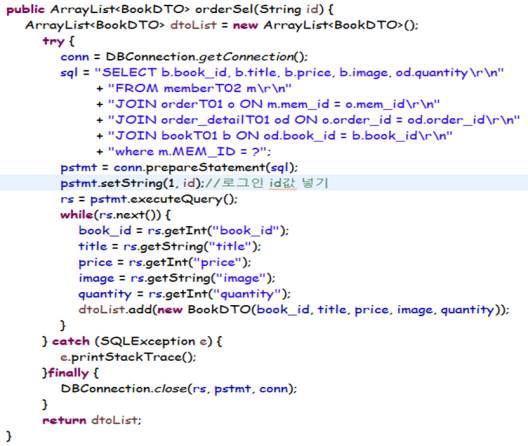 public ArrayList<BookDTO> orderSel(String id) {
ArrayList<BookDTO> dtoList = new ArrayList<BookDTO>();
try {
conn = DBConnection.getConnection();
sql = "SELECT b.book_id, b.title, b.price, b.image, od.quantity\r\n"
+ "FROM memberT02 m\r\n"
+ "JOIN orderT01 o ON m.mem_id = o.mem_id\r\n"
+ "JOIN order_detailT01 od ON o.order_id = od.order_id\r\n"
+ "JOIN bookT01 b ON od.book_id = b.book_id\r\n"
+ "where m.MEM_ID = ?";
pstmt = conn.prepareStatement(sql);
pstmt.setString(1, id);//로그인 id값 넣기
rs = pstmt.executeQuery();
while(rs.next()) {
book_id = rs.getInt("book_id");
title = rs.getString("title");
price = rs.getInt("price");
image = rs.getString("image");
quantity = rs.getInt("quantity");
dtoList.add(new BookDTO(book_id, title, price, image, quantity));
}
} catch (SQLException e) {
e.printStackTrace();
}finally {
DBConnection.close(rs, pstmt, conn);
}
return dtoList;
}